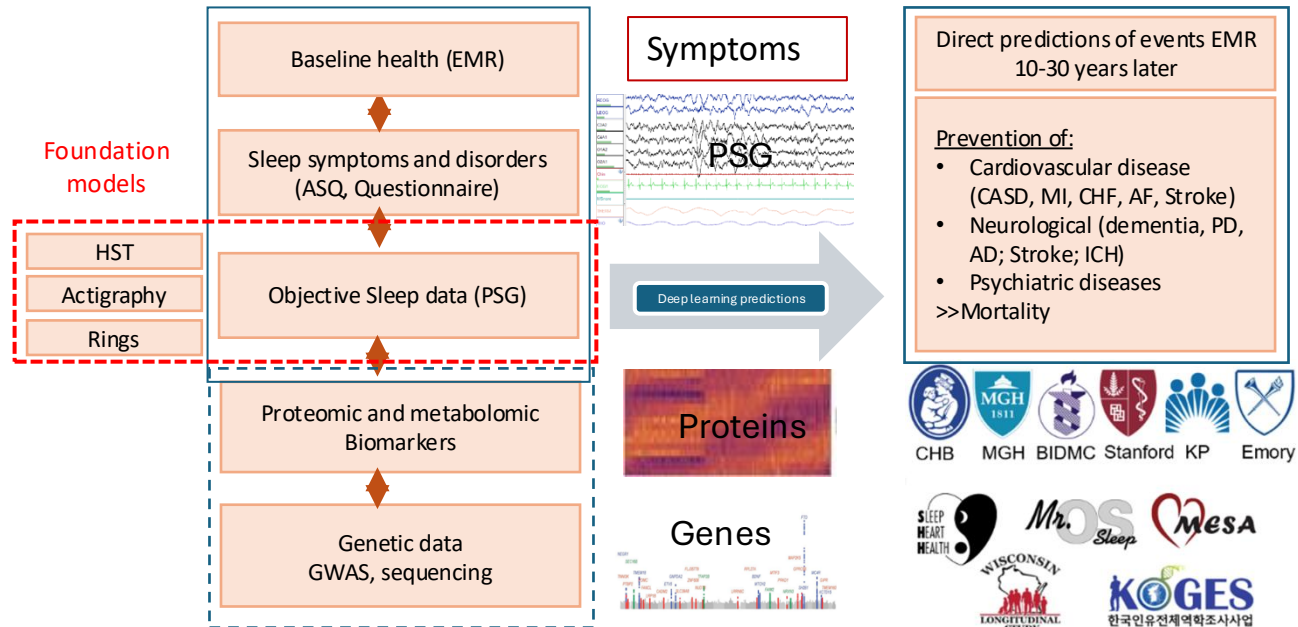 Foundation
models
HST
Actigraphy
Rings
Baseline health (EMR)
Sleep symptoms and disorders
(ASQ, Questionnaire)
Objective Sleep data (PSG)
Proteomic and metabolomic
Biomarkers
Genetic data
GWAS, sequencing
Symptoms
PSG
Deep learning predictions
Proteins
Genes
Direct predictions of events EMR
10-30 years later
Prevention of:
• Cardiovascular disease
(CASD, MI, CHF, AF, Stroke)
• Neurological (dementia, PD,
AD; Stroke; ICH)
• Psychiatric diseases
>>Mortality
MGH
1811
CHB MGH BIDMC Stanford KP Emory
SLEEP
HEART
HEALTH
Mr. OS
Sleep
MESA
WISCONSIN
LONGITUDINAL
KOGES
한국인유전체역학조사사업